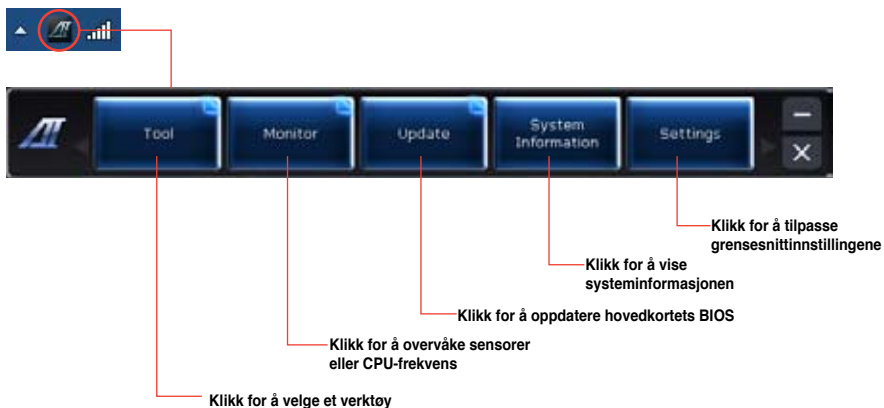 Tool
Monitor
Update
System
Information
Settings
Klikk for å tilpasse
grensesnittinnstillingene
Klikk for å vise
systeminformasjonen
Klikk for å oppdatere hovedkortets BIOS
Klikk for å overvåke sensorer
eller CPU-frekvens
Klikk for å velge et verktøy